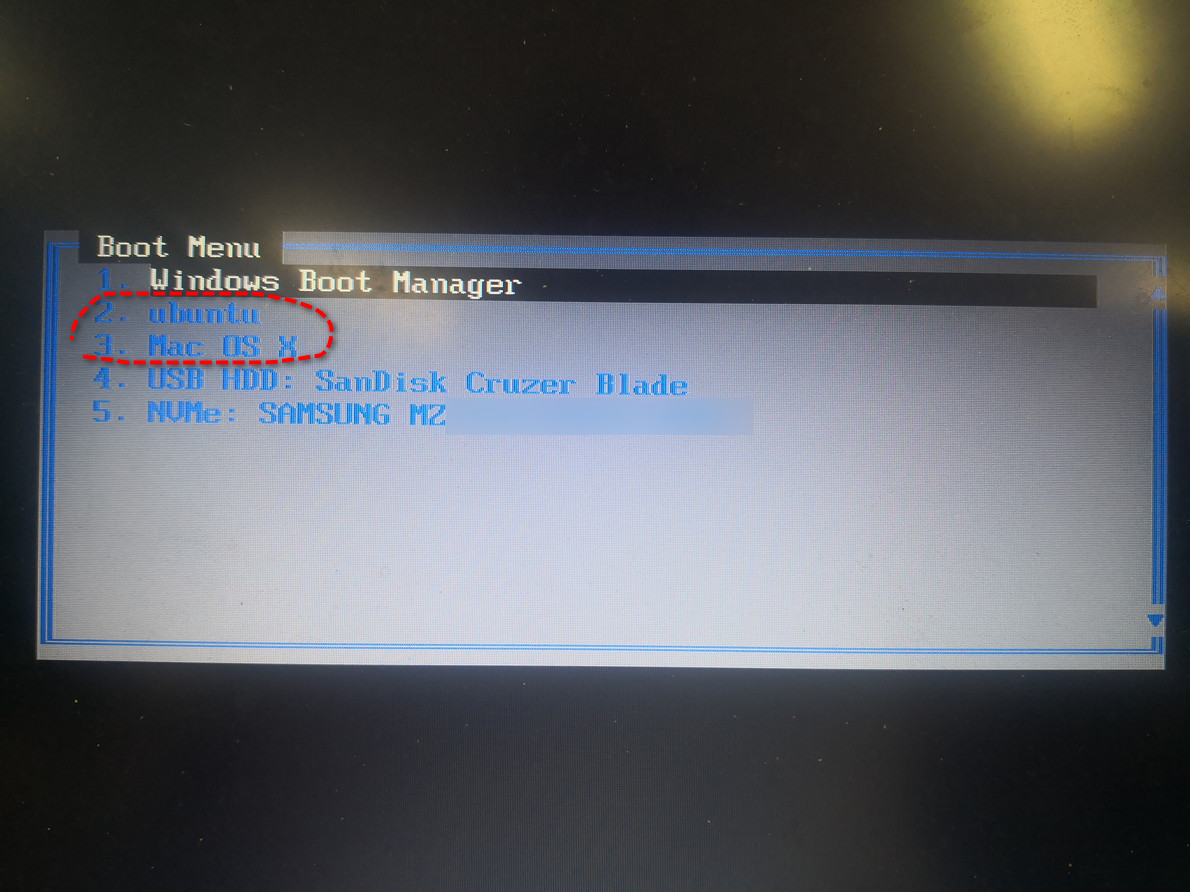 Boot Menu
1. Windows Boot Manager
2. ubuntu
3. Mac OS X
4. USB HDD: SanDisk Cruzer Blade
5. NVMe: SAMSUNG MZ